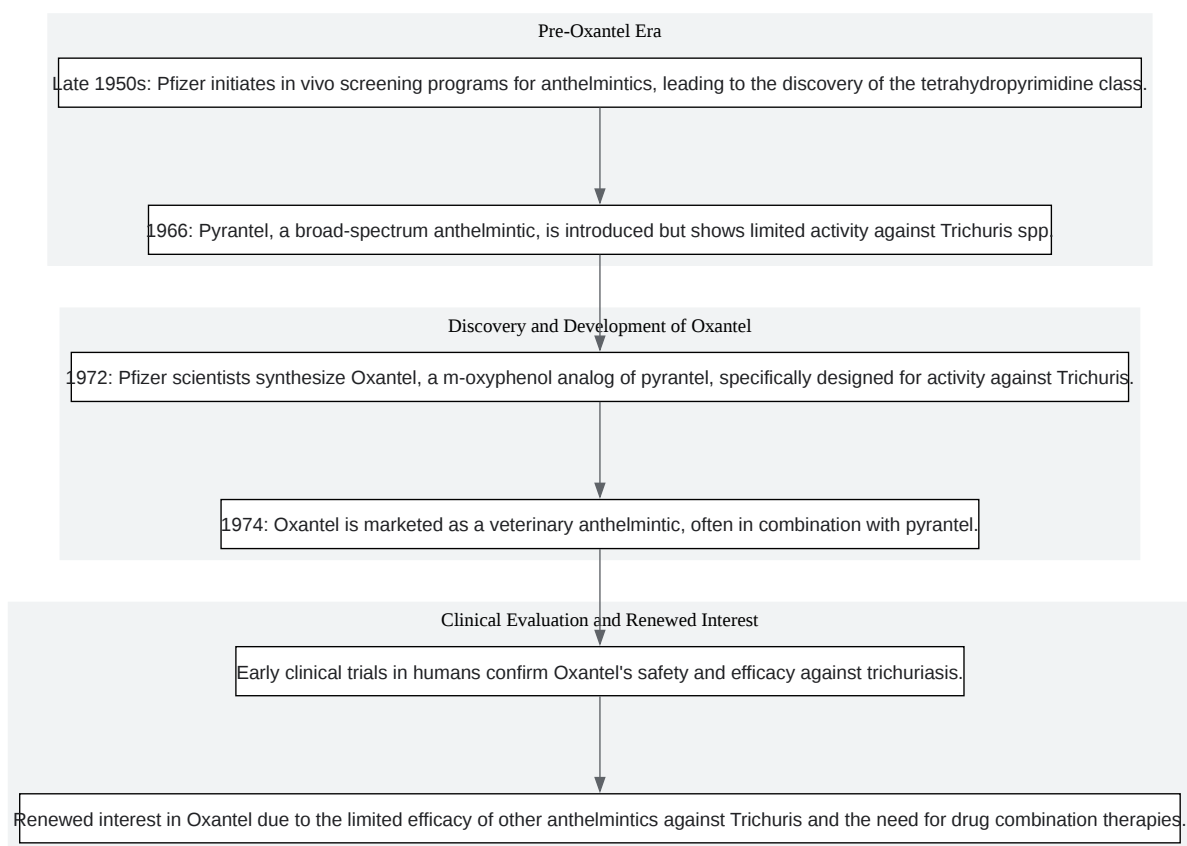 Pre-Oxantel Era
Late 1950s: Pfizer initiates in vivo screening programs for anthelmintics, leading to the discovery of the tetrahydropyrimidine class.
1966: Pyrantel, a broad-spectrum anthelmintic, is introduced but shows limited activity against Trichuris spp.
Discovery and Development of Oxantel
1972: Pfizer scientists synthesize Oxantel, a m-oxyphenol analog of pyrantel, specifically designed for activity against Trichuris.
1974: Oxantel is marketed as a veterinary anthelmintic, often in combination with pyrantel.
Clinical Evaluation and Renewed Interest
Early clinical trials in humans confirm Oxantel's safety and efficacy against trichuriasis.
Renewed interest in Oxantel due to the limited efficacy of other anthelmintics against Trichuris and the need for drug combination therapies.